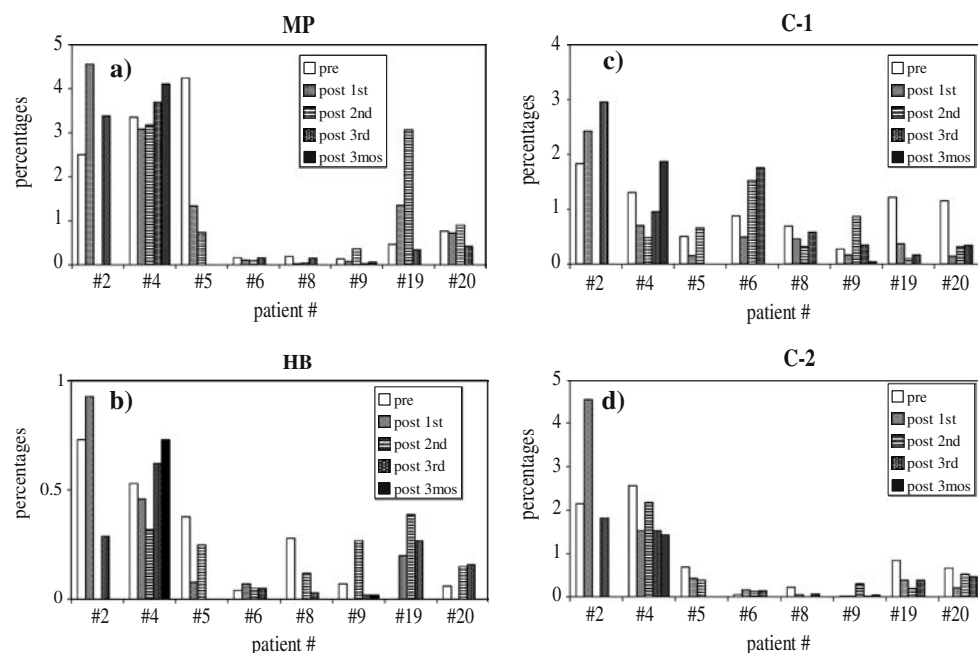 MP
a)
pre
post 1st
post 2nd
post 3rd
post 3mos
percentages
5
4
3
2
1
0
#2 #4 #5 #6 #8 #9 #19 #20
patient #
C-1
c)
pre
post 1st
post 2nd
post 3rd
post 3mos
percentages
4
3
2
1
0
#2 #4 #5 #6 #8 #9 #19 #20
patient #
HB
b)
pre
post 1st
post 2nd
post 3rd
post 3mos
percentages
1
0.5
0
#2 #4 #5 #6 #8 #9 #19 #20
patient #
C-2
d)
pre
post 1st
post 2nd
post 3rd
post 3mos
percentages
5
4
3
2
1
0
#2 #4 #5 #6 #8 #9 #19 #20
patient #